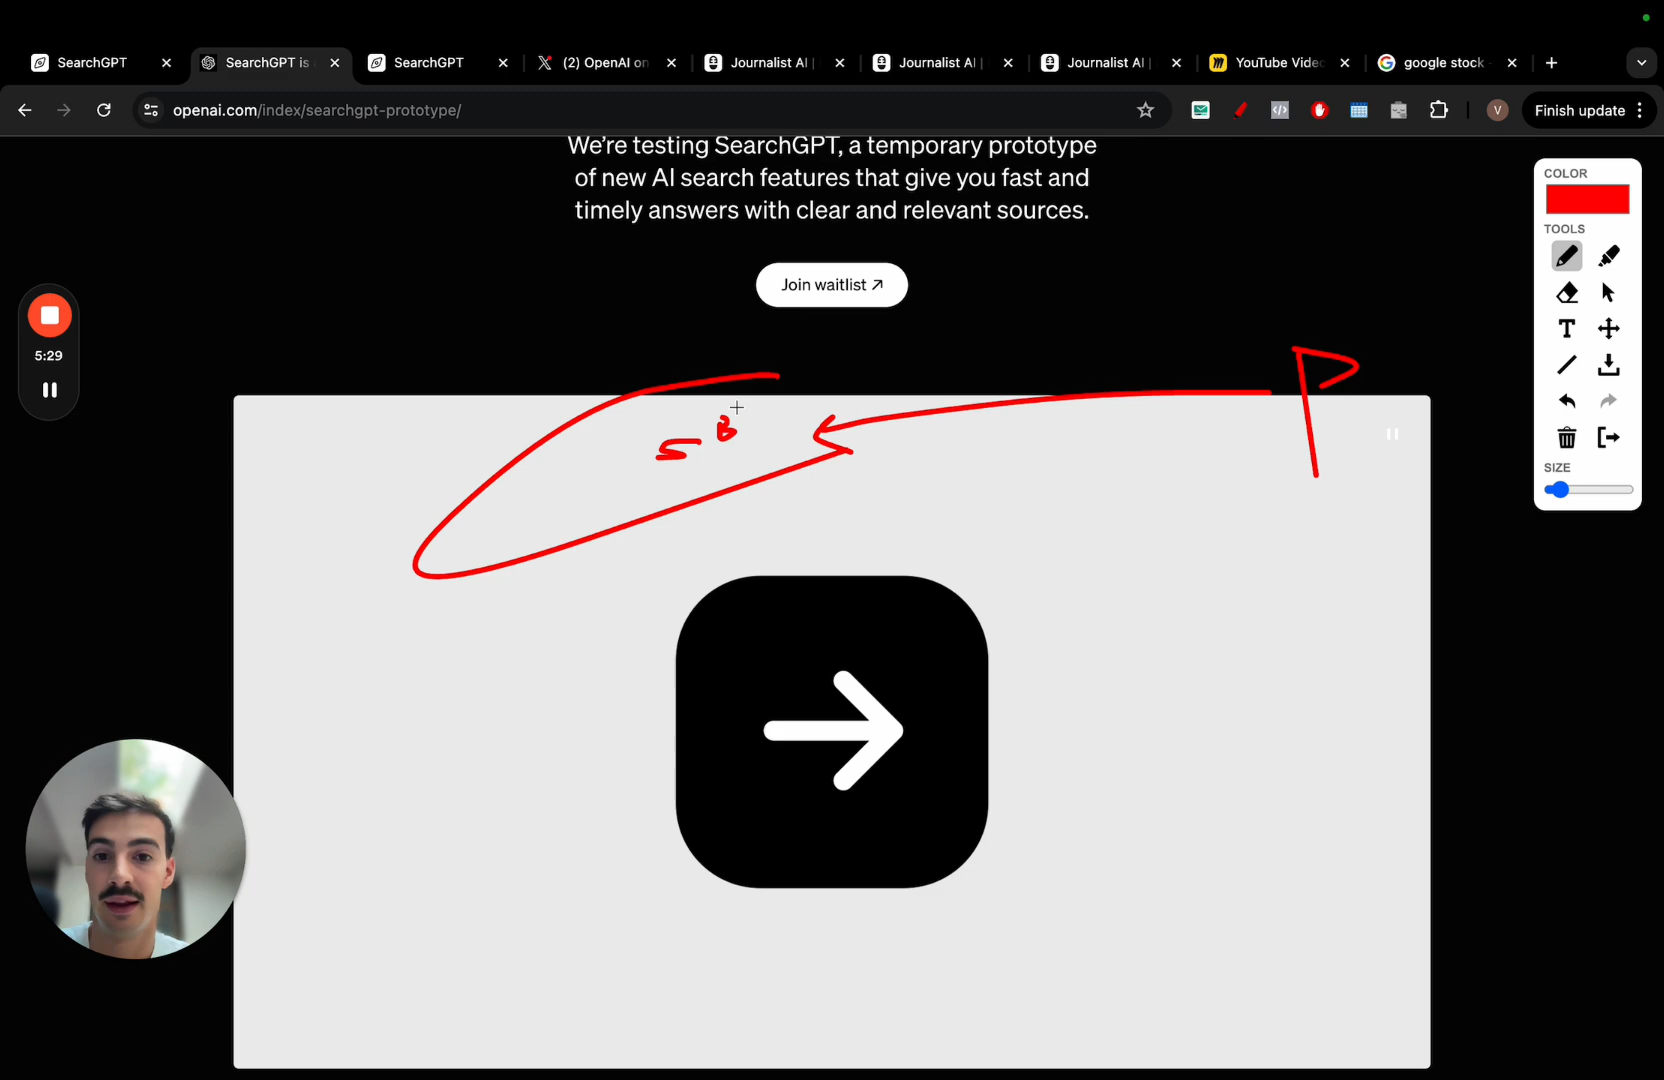 SearchGPT
SearchGPT is
SearchGPT
(2) OpenAI on
Journalist AI |
Journalist AI |
Journalist AI |
YouTube Video
google stock
openai.com/index/searchgpt-prototype/
V
Finish update
We're testing SearchGPT, a temporary prototype
of new AI search features that give you fast and
timely answers with clear and relevant sources.
Join waitlist ↗
COLOR
TOOLS
T
SIZE
5:29
P
5 B